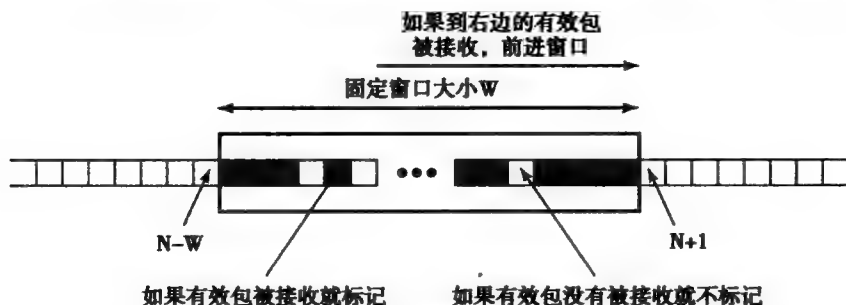 如果到右边的有效包
被接收，前进窗口
固定窗口大小W
N-W
N+1
如果有效包被接收就标记
如果有效包没有被接收就不标记